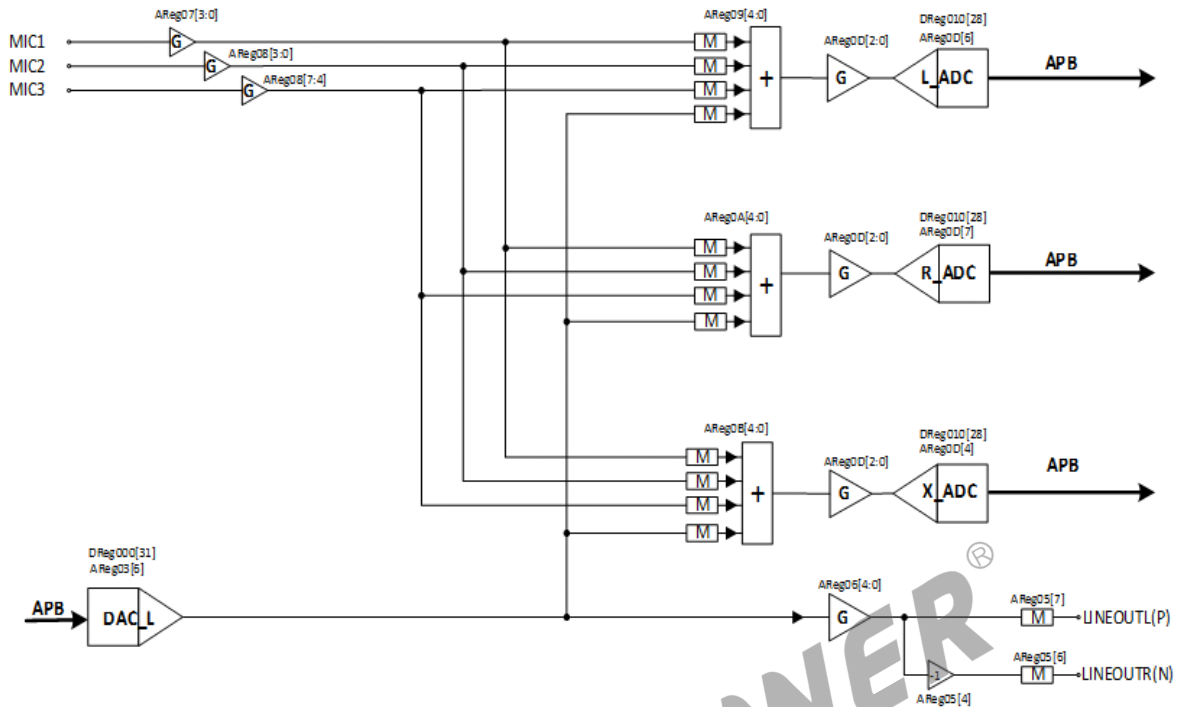 AReg07[3:0]
MIC1
G
AReg08[3:0]
MIC2
G
AReg08[7:4]
MIC3
G
AReg09[4:0]
M
M
M
M
+
AReg0D[2:0]
G
DReg010[28]
AReg0D[6]
L_ADC
APB
AReg0A[4:0]
M
M
M
M
+
AReg0D[2:0]
G
DReg010[28]
AReg0D[7]
R_ADC
APB
AReg0B[4:0]
M
M
M
M
+
AReg0D[2:0]
G
DReg010[28]
AReg0D[4]
X_ADC
APB
DReg000[31]
AReg03[6]
APB
DAC_L
AReg06[4:0]
G
AReg05[7]
M
LINEOUTL(P)
-1
AReg05[4]
AReg05[6]
M
LINEOUTR(N)
®